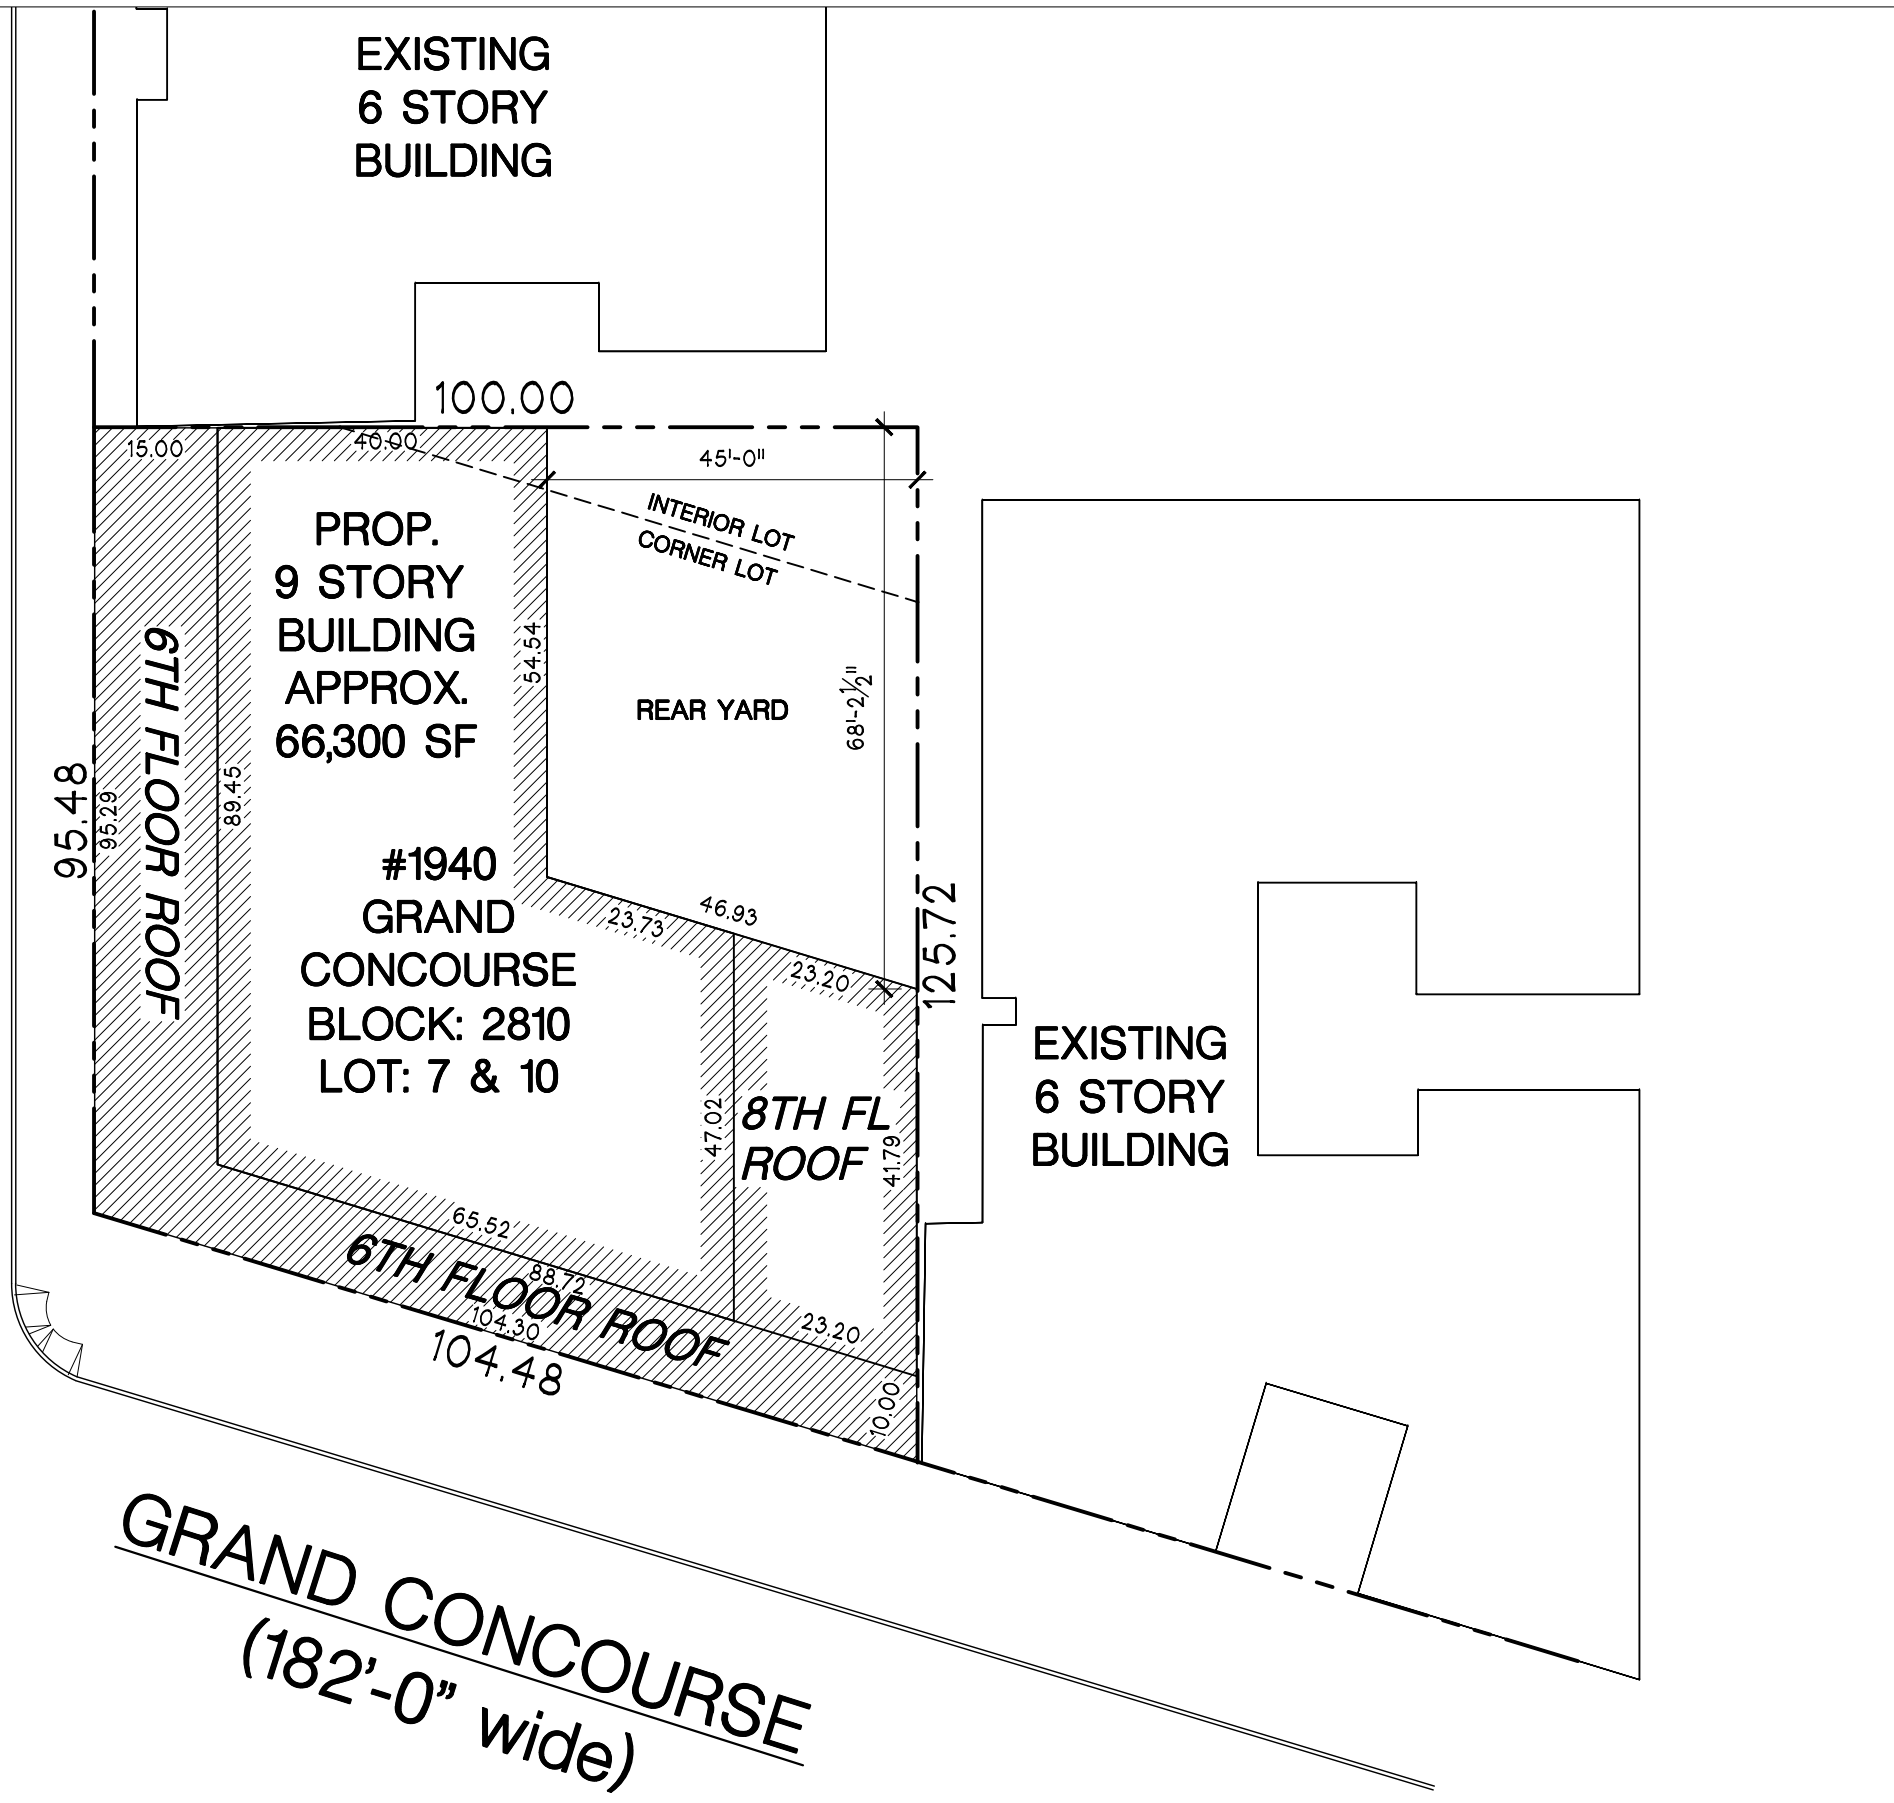 EXISTING
6 STORY
BUILDING
100.00
15.00
40.00
45'-0"
INTERIOR LOT
CORNER LOT
PROP.
9 STORY
BUILDING
APPROX.
66,300 SF
54.54
REAR YARD
68'-2½"
6TH FLOOR ROOF
95.48
95.29
89.45
#1940
GRAND
CONCOURSE
BLOCK: 2810
LOT: 7 & 10
46.93
23.73
23.20
125.72
EXISTING
6 STORY
BUILDING
47.02
8TH FL
ROOF
41.79
65.52
6TH FLOOR ROOF
88.72
104.30
104.48
23.20
10.00
GRAND CONCOURSE
(182'-0" wide)